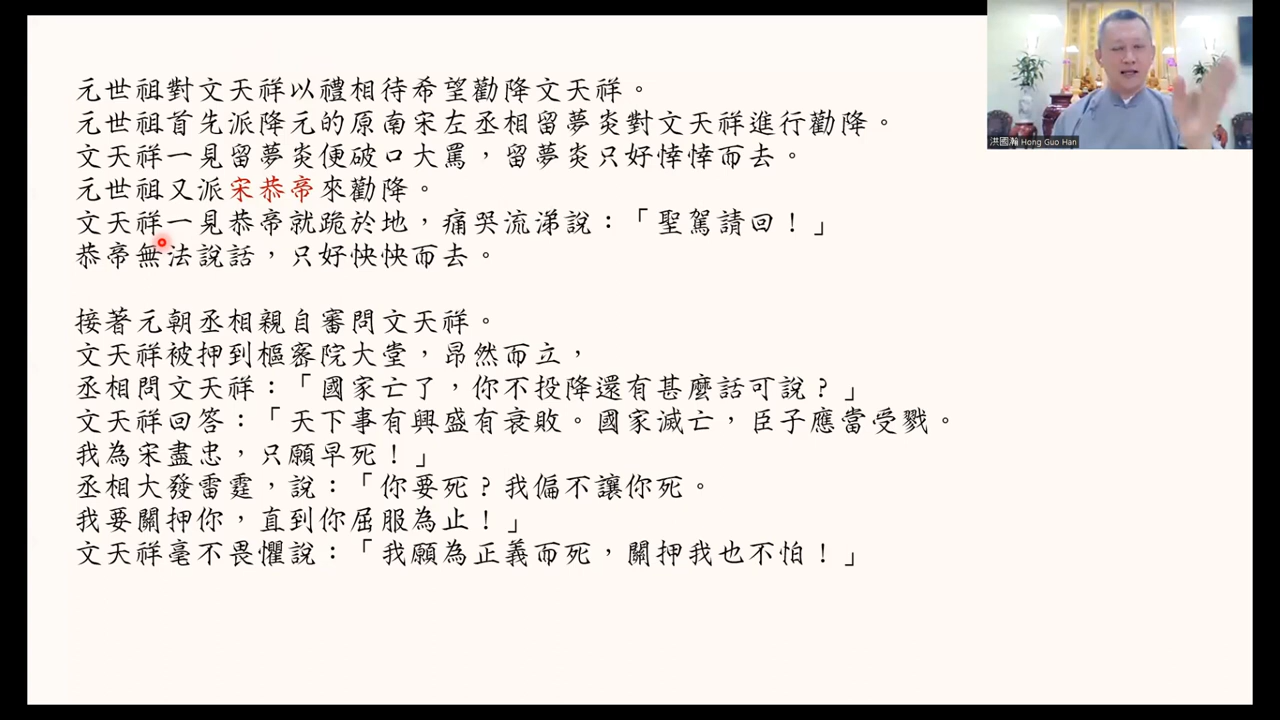 元世祖對文天祥以禮相待希望勸降文天祥。
元世祖首先派降元的原南宋左丞相留夢炎對文天祥進行勸降。
文天祥一見留夢炎便破口大罵，留夢炎只好悻悻而去。
元世祖又派宋恭帝來勸降。
文天祥一見恭帝就跪於地，痛哭流涕說：「聖駕請回！」
恭帝無法說話，只好怏怏而去。
接著元朝丞相親自審問文天祥。
文天祥被押到樞密院大堂，昂然而立，
丞相問文天祥：「國家亡了，你不投降還有甚麼話可說？」
文天祥回答：「天下事有興盛有衰敗。國家滅亡，臣子應當受戮。
我為宋盡忠，只願早死！」
丞相大發雷霆，說：「你要死？我偏不讓你死。
我要關押你，直到你屈服為止！」
文天祥毫不畏懼說：「我願為正義而死，關押我也不怕！」
洪國瀚 Hong Guo Han